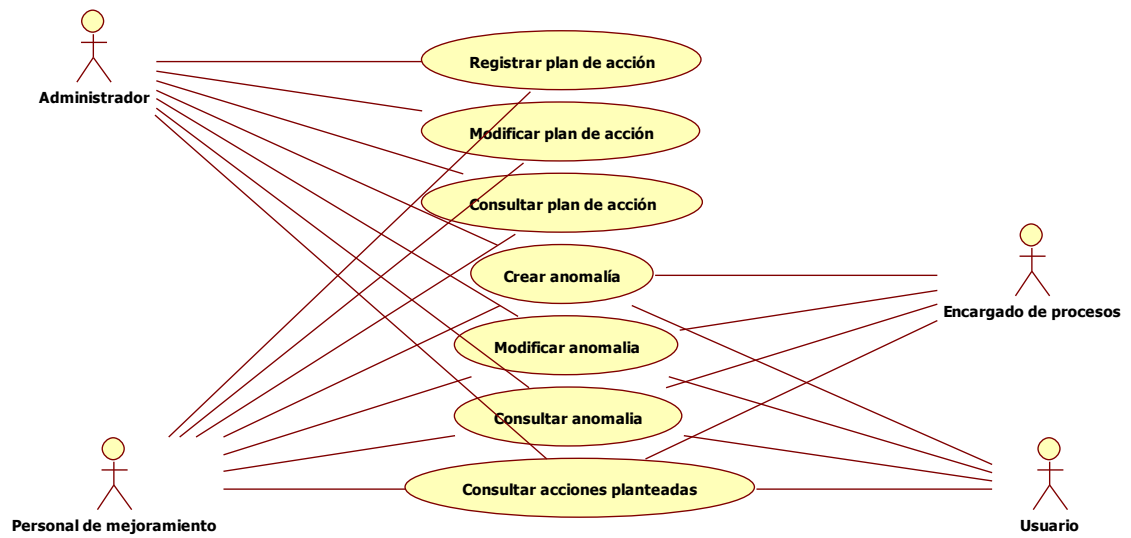 Registrar plan de acción
Administrador
Modificar plan de acción
Consultar plan de acción
Crear anomalía
Encargado de procesos
Modificar anomalia
Consultar anomalia
Consultar acciones planteadas
Personal de mejoramiento
Usuario